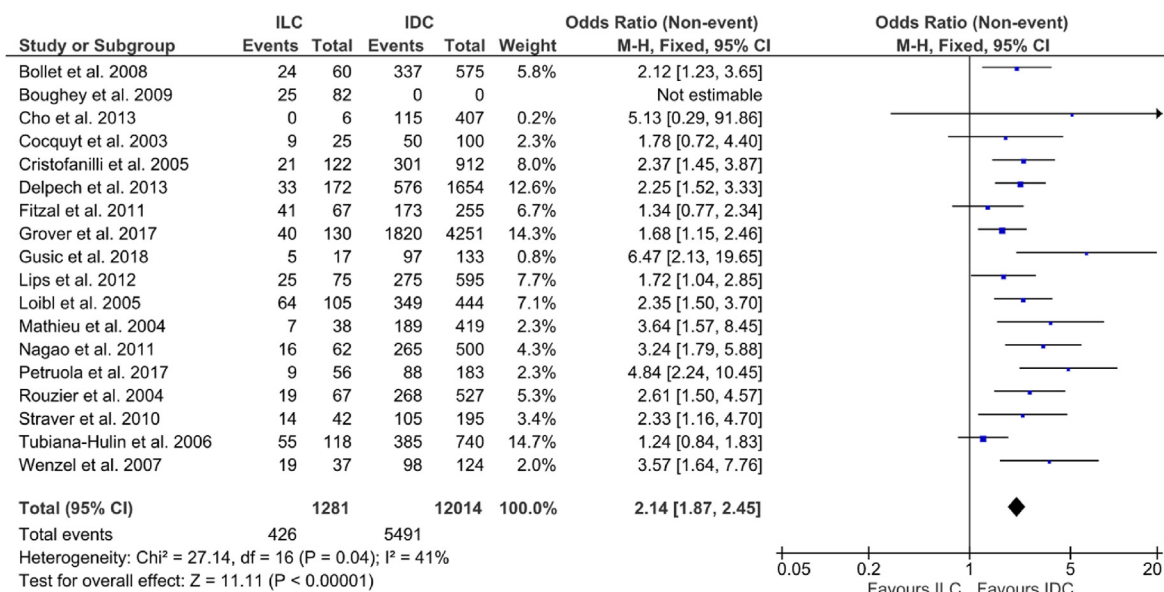 ILC IDC Odds Ratio (Non-event) Odds Ratio (Non-event)
Study or Subgroup Events Total Events Total Weight M-H, Fixed, 95% CI M-H, Fixed, 95% CI
Bollet et al. 2008 24 60 337 575 5.8% 2.12 [1.23, 3.65]
Boughey et al. 2009 25 82 0 0 Not estimable
Cho et al. 2013 0 6 115 407 0.2% 5.13 [0.29, 91.86]
Cocquyt et al. 2003 9 25 50 100 2.3% 1.78 [0.72, 4.40]
Cristofanilli et al. 2005 21 122 301 912 8.0% 2.37 [1.45, 3.87]
Delpech et al. 2013 33 172 576 1654 12.6% 2.25 [1.52, 3.33]
Fitzal et al. 2011 41 67 173 255 6.7% 1.34 [0.77, 2.34]
Grover et al. 2017 40 130 1820 4251 14.3% 1.68 [1.15, 2.46]
Gusic et al. 2018 5 17 97 133 0.8% 6.47 [2.13, 19.65]
Lips et al. 2012 25 75 275 595 7.7% 1.72 [1.04, 2.85]
Loibl et al. 2005 64 105 349 444 7.1% 2.35 [1.50, 3.70]
Mathieu et al. 2004 7 38 189 419 2.3% 3.64 [1.57, 8.45]
Nagao et al. 2011 16 62 265 500 4.3% 3.24 [1.79, 5.88]
Petruola et al. 2017 9 56 88 183 2.3% 4.84 [2.24, 10.45]
Rouzier et al. 2004 19 67 268 527 5.0% 2.61 [1.50, 4.57]
Straver et al. 2010 14 42 105 195 3.4% 2.33 [1.16, 4.70]
Tubiana-Hulin et al. 2006 55 118 385 740 14.7% 1.24 [0.84, 1.83]
Wenzel et al. 2007 19 37 98 124 2.0% 3.57 [1.64, 7.76]
Total (95% CI) 1281 12014 100.0% 2.14 [1.87, 2.45]
Total events 426 5491
Heterogeneity: Chi² = 27.14, df = 16 (P = 0.04); I² = 41%
Test for overall effect: Z = 11.11 (P < 0.00001)
0.05 0.2 1 5 20
Favours ILC Favours IDC